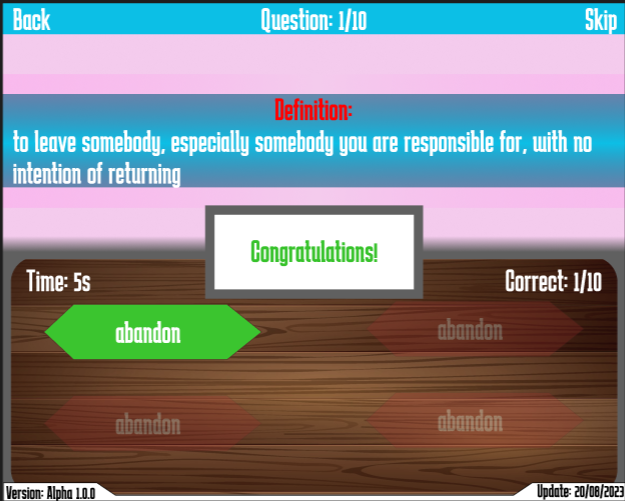 Back
Question: 1/10
Skip
Definition:
to leave somebody, especially somebody you are responsible for, with no
intention of returning
Congratulations!
Time: 5s
Correct: 1/10
abandon
abandon
abandon
abandon
Version: Alpha 1.0.0
Update: 20/08/2023